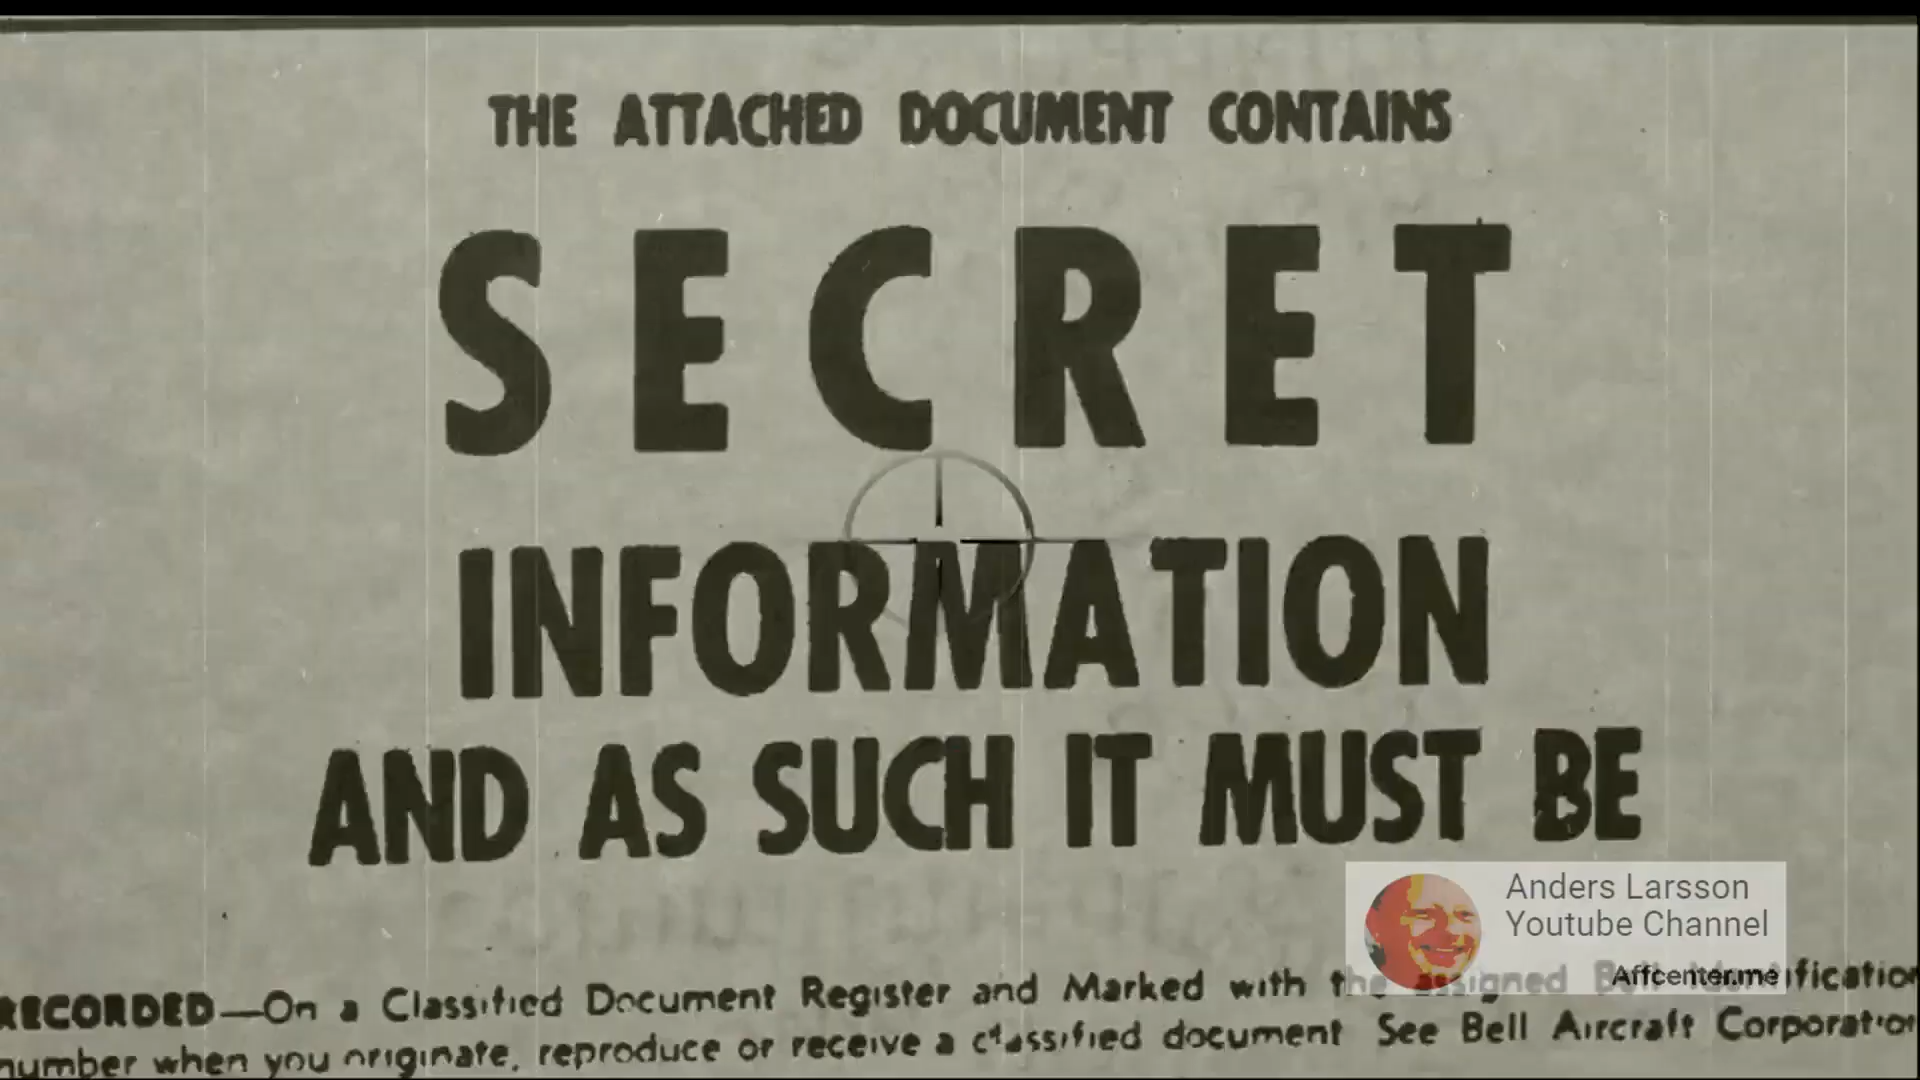 THE ATTACHED DOCUMENT CONTAINS
SECRET
INFORMATION
AND AS SUCH IT MUST BE
Anders Larsson
Youtube Channel
Affcenter.me
RECORDED—On a Classified Document Register and Marked with the assigned Bell
number when you originate, reproduce or receive a classified document See Bell Aircraft Corporation